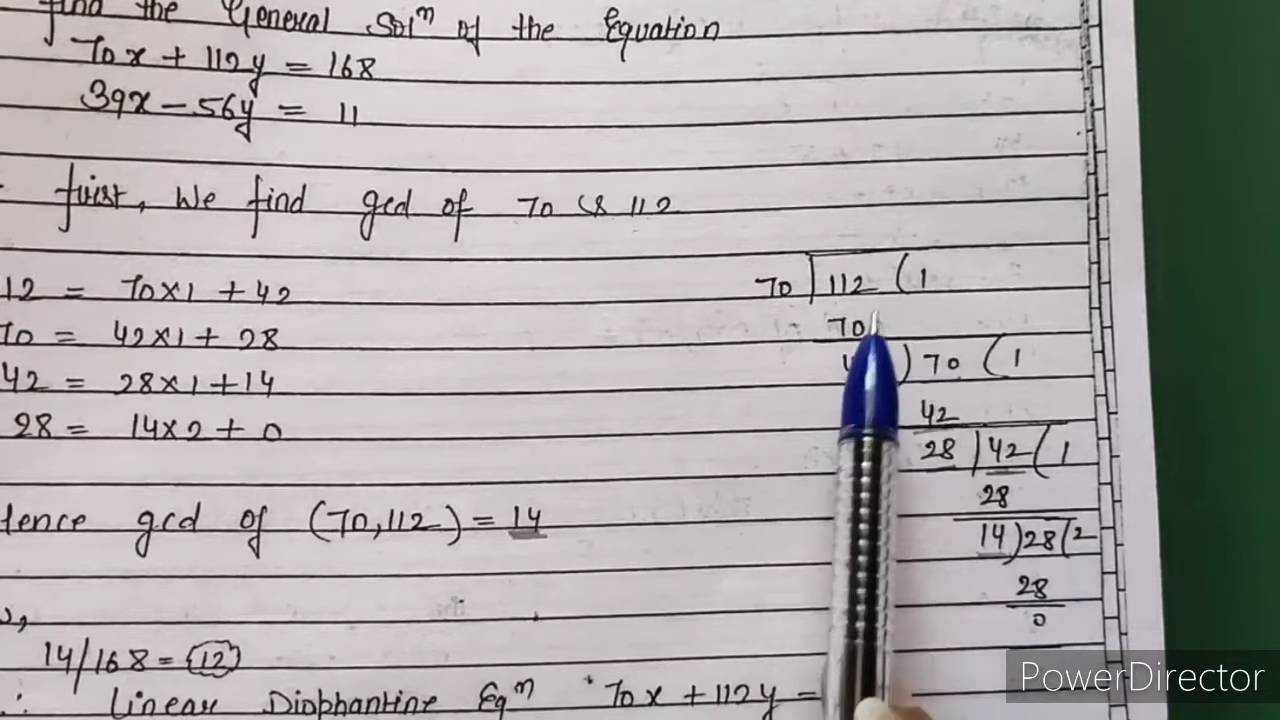 find the General Solⁿ of the Equation
70x + 112y = 168
39x - 56y = 11
first, We find gcd of 70 & 112
12 = 70×1 + 42
70 = 42×1 + 28
42 = 28×1 + 14
28 = 14×2 + 0
70 | 112 ( 1
70
) 70 ( 1
42
28 | 42 ( 1
28
14 ) 28 ( 2
28
0
Hence gcd of (70,112) = 14
14/168 = (12)
∴ Linear Diophantine Eqⁿ 70x + 112y =
PowerDirector